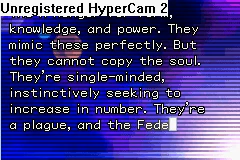 Unregistered HyperCam 2
knowledge, and power. They
mimic these perfectly. But
they cannot copy the soul.
They're single-minded,
instinctively seeking to
increase in number. They're
a plague, and the Fede